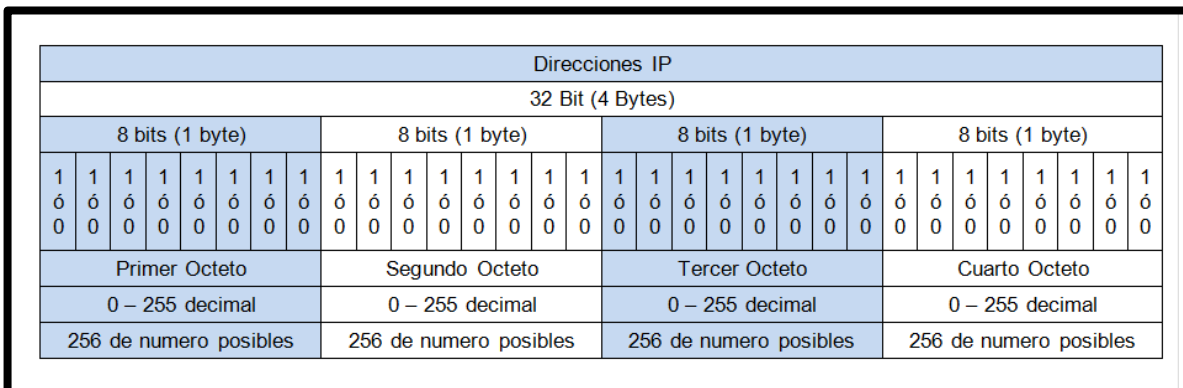 Direcciones IP
32 Bit (4 Bytes)
8 bits (1 byte) 8 bits (1 byte) 8 bits (1 byte) 8 bits (1 byte)
1 1 1 1 1 1 1 1 1 1 1 1 1 1 1 1 1 1 1 1 1 1 1 1 1 1 1 1 1 1 1 1
ó ó ó ó ó ó ó ó ó ó ó ó ó ó ó ó ó ó ó ó ó ó ó ó ó ó ó ó ó ó ó ó
0 0 0 0 0 0 0 0 0 0 0 0 0 0 0 0 0 0 0 0 0 0 0 0 0 0 0 0 0 0 0 0
Primer Octeto Segundo Octeto Tercer Octeto Cuarto Octeto
0 – 255 decimal 0 – 255 decimal 0 – 255 decimal 0 – 255 decimal
256 de numero posibles 256 de numero posibles 256 de numero posibles 256 de numero posibles